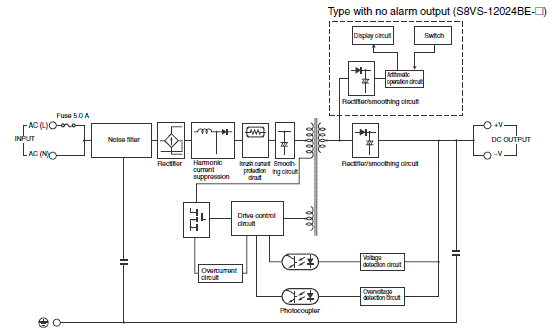 Type with no alarm output (S8VS-12024BE-□)
Display circuit
Switch
Arithmetic
operation circuit
Rectifier/smoothing circuit
Fuse 5.0 A
AC (L)
INPUT
AC (N)
Noise filter
Rectifier
Harmonic
current
suppression
Inrush current
protection
circuit
Smooth-
ing circuit
Rectifier/smoothing circuit
+V
DC OUTPUT
–V
Drive control
circuit
Overcurrent
circuit
Voltage
detection circuit
Overvoltage
detection circuit
Photocoupler